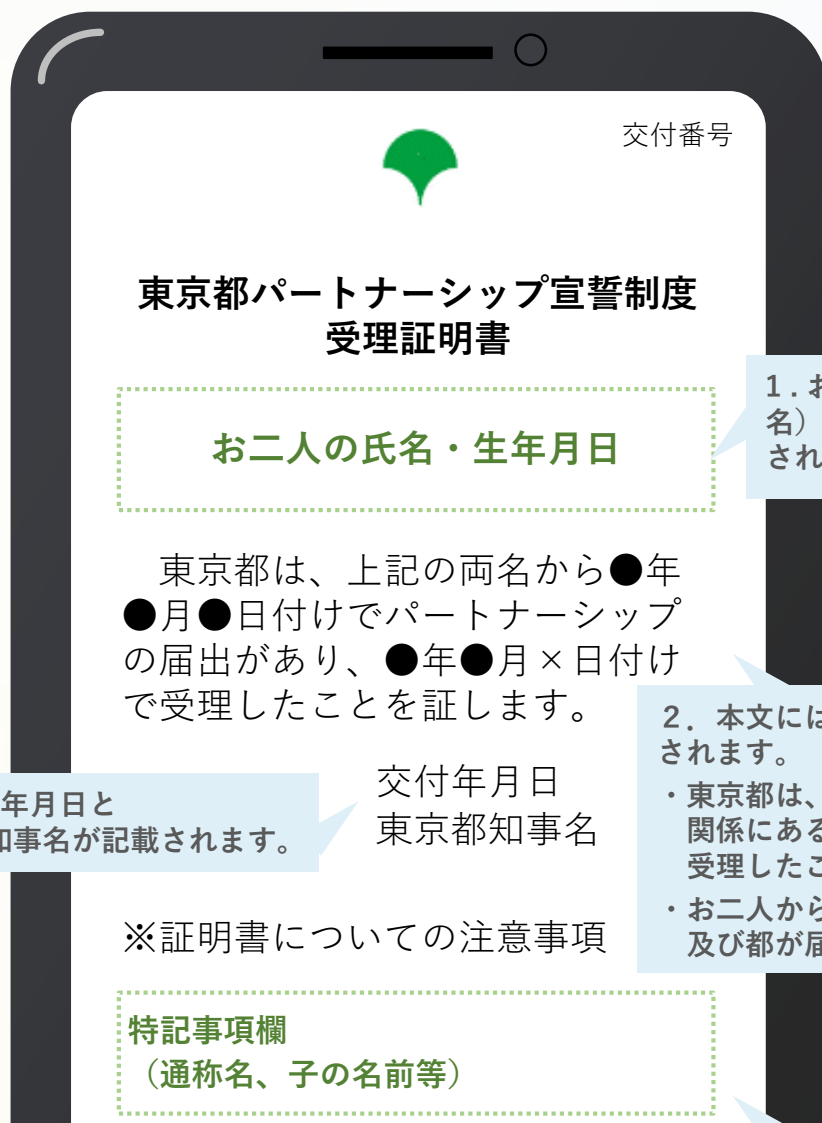 交付番号
東京都パートナーシップ宣誓制度
受理証明書
お二人の氏名・生年月日
1.お
名)
され
東京都は、上記の両名から●年
●月●日付けでパートナーシップ
の届出があり、●年●月×日付け
で受理したことを証します。
2. 本文には
されます。
・東京都は、
関係にある
受理したこ
・お二人から
及び都が届
交付年月日
東京都知事名
年月日と
知事名が記載されます。
※証明書についての注意事項
特記事項欄
(通称名、子の名前等)